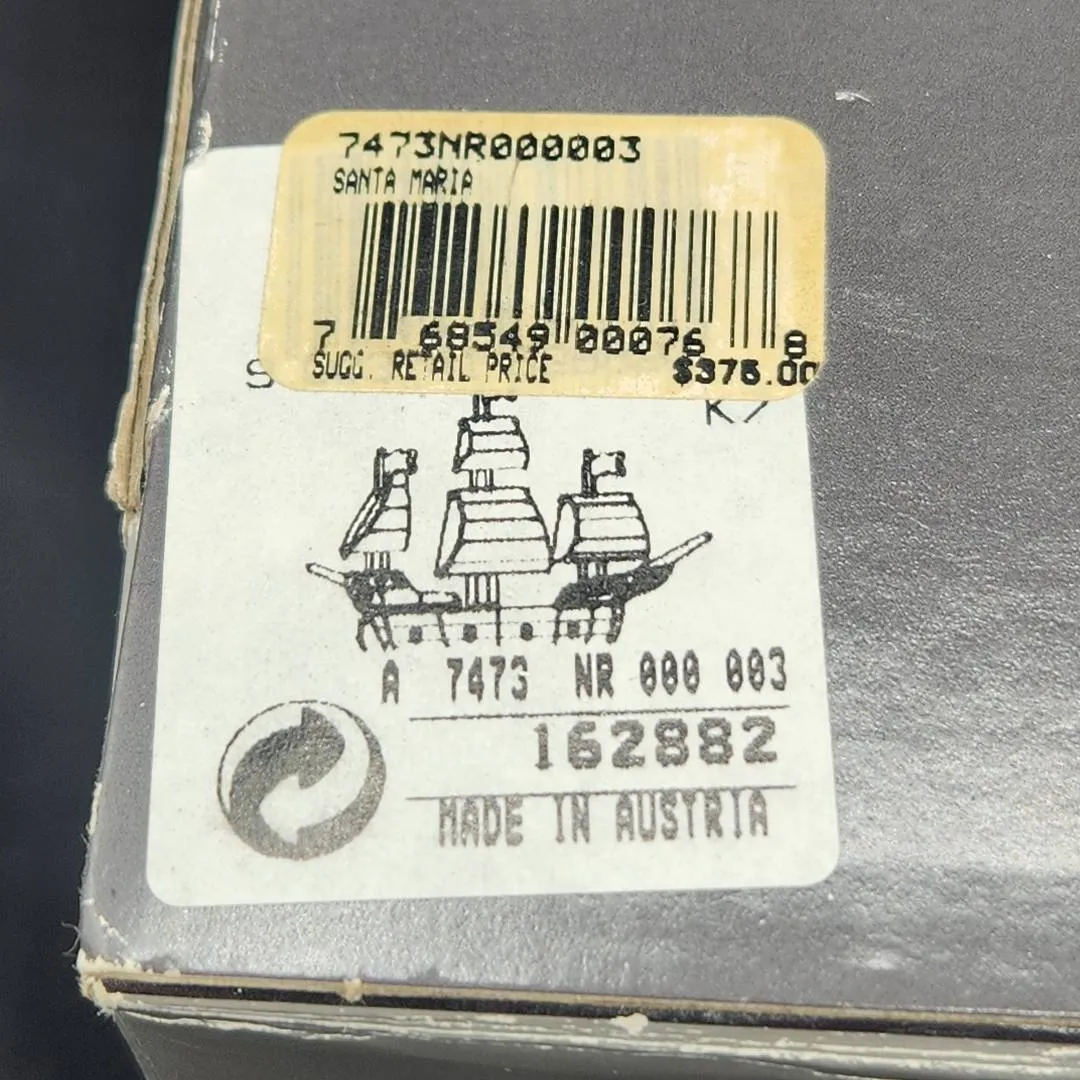 7473NR000003
SANTA MARIA
7 68549 00076 8
SUGG. RETAIL PRICE $375.00
A 7473 NR 000 003
162882
MADE IN AUSTRIA